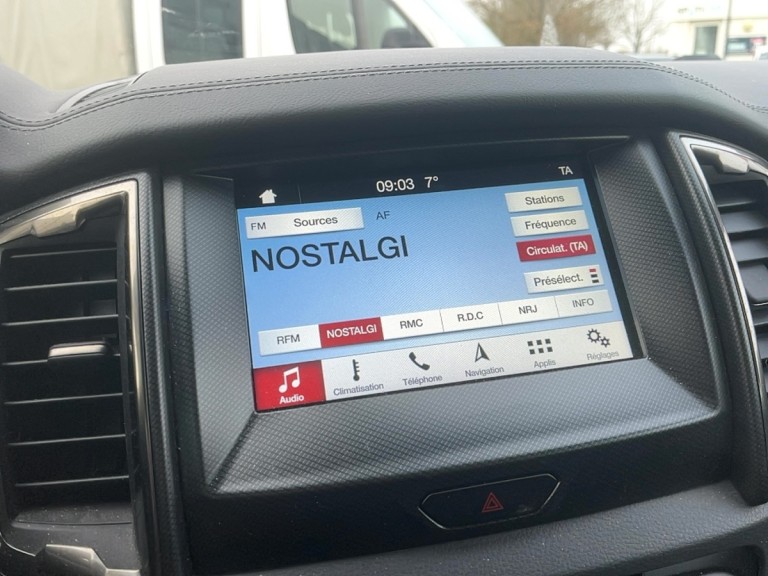 09:03 7° TA
FM Sources AF Stations
NOSTALGI Fréquence
Circulat. (TA)
Présélect.
RFM NOSTALGI RMC R.D.C NRJ INFO
Audio Climatisation Téléphone Navigation Applis Réglages